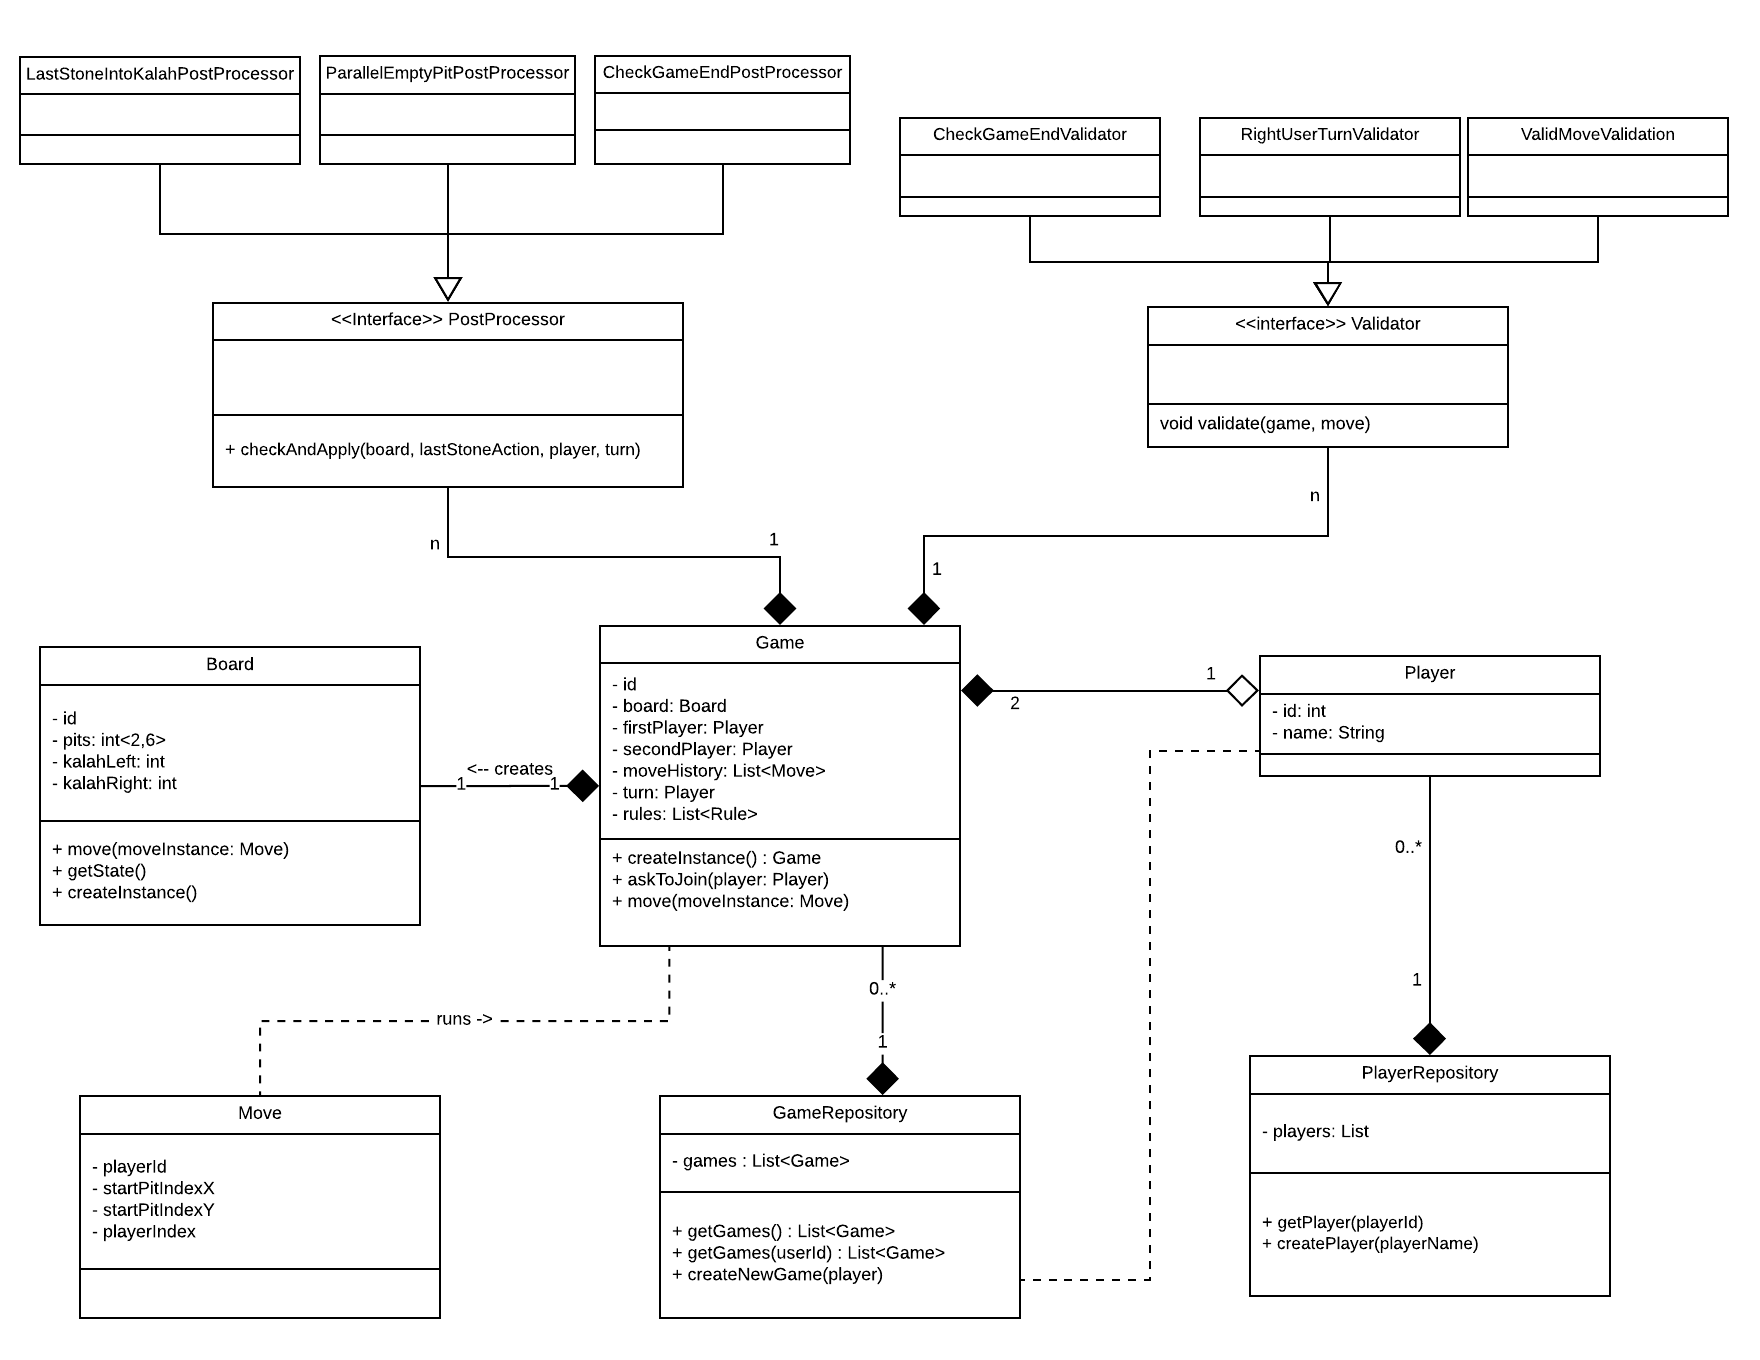 LastStoneIntoKalahPostProcessor
ParallelEmptyPitPostProcessor
CheckGameEndPostProcessor
CheckGameEndValidator
RightUserTurnValidator
ValidMoveValidation
<<Interface>> PostProcessor
+ checkAndApply(board, lastStoneAction, player, turn)
<<interface>> Validator
void validate(game, move)
n
1
n
1
Board
- id
- pits: int<2,6>
- kalahLeft: int
- kalahRight: int
+ move(moveInstance: Move)
+ getState()
+ createInstance()
<-- creates
1
1
Game
- id
- board: Board
- firstPlayer: Player
- secondPlayer: Player
- moveHistory: List<Move>
- turn: Player
- rules: List<Rule>
+ createInstance() : Game
+ askToJoin(player: Player)
+ move(moveInstance: Move)
2
1
Player
- id: int
- name: String
0..*
1
runs ->
0..*
1
Move
- playerId
- startPitIndexX
- startPitIndexY
- playerIndex
GameRepository
- games : List<Game>
+ getGames() : List<Game>
+ getGames(userId) : List<Game>
+ createNewGame(player)
PlayerRepository
- players: List
+ getPlayer(playerId)
+ createPlayer(playerName)